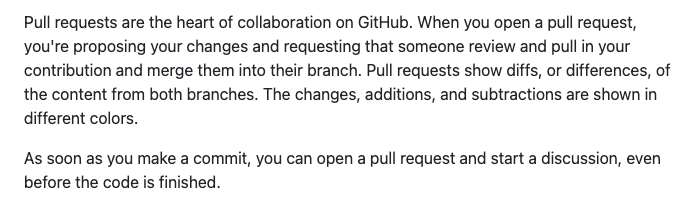 Pull requests are the heart of collaboration on GitHub. When you open a pull request,
you're proposing your changes and requesting that someone review and pull in your
contribution and merge them into their branch. Pull requests show diffs, or differences, of
the content from both branches. The changes, additions, and subtractions are shown in
different colors.
As soon as you make a commit, you can open a pull request and start a discussion, even
before the code is finished.